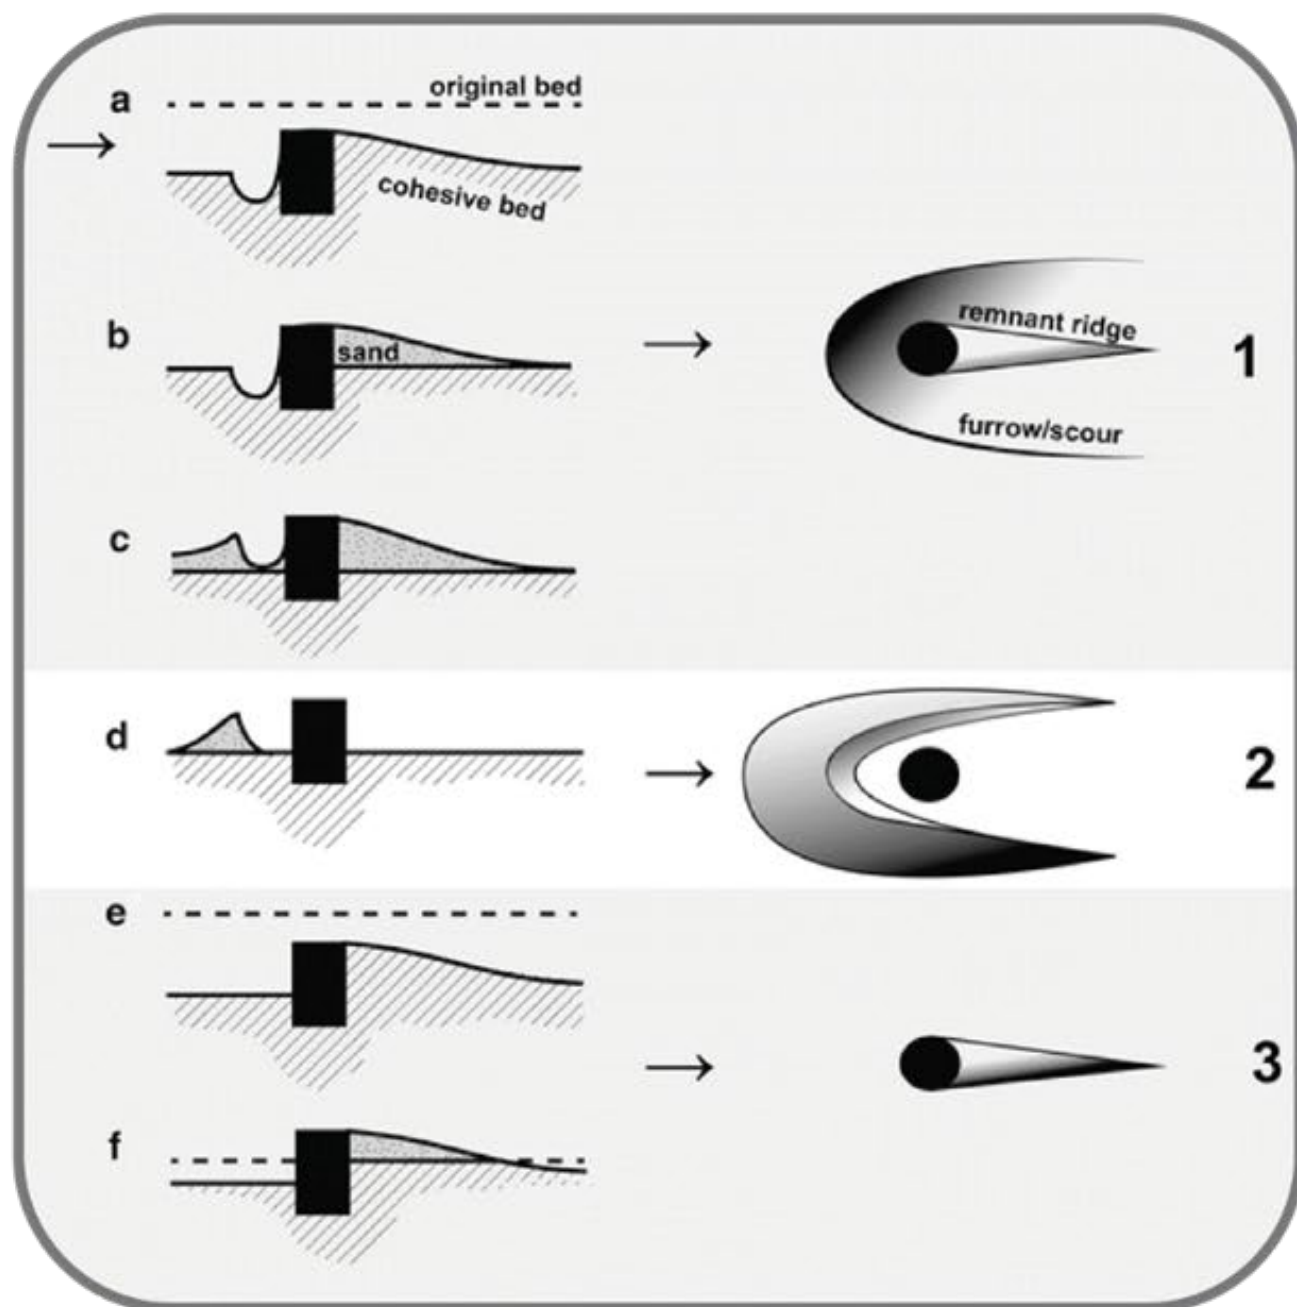 a
original bed
cohesive bed
b
sand
remnant ridge
1
furrow/scour
c
d
2
e
3
f